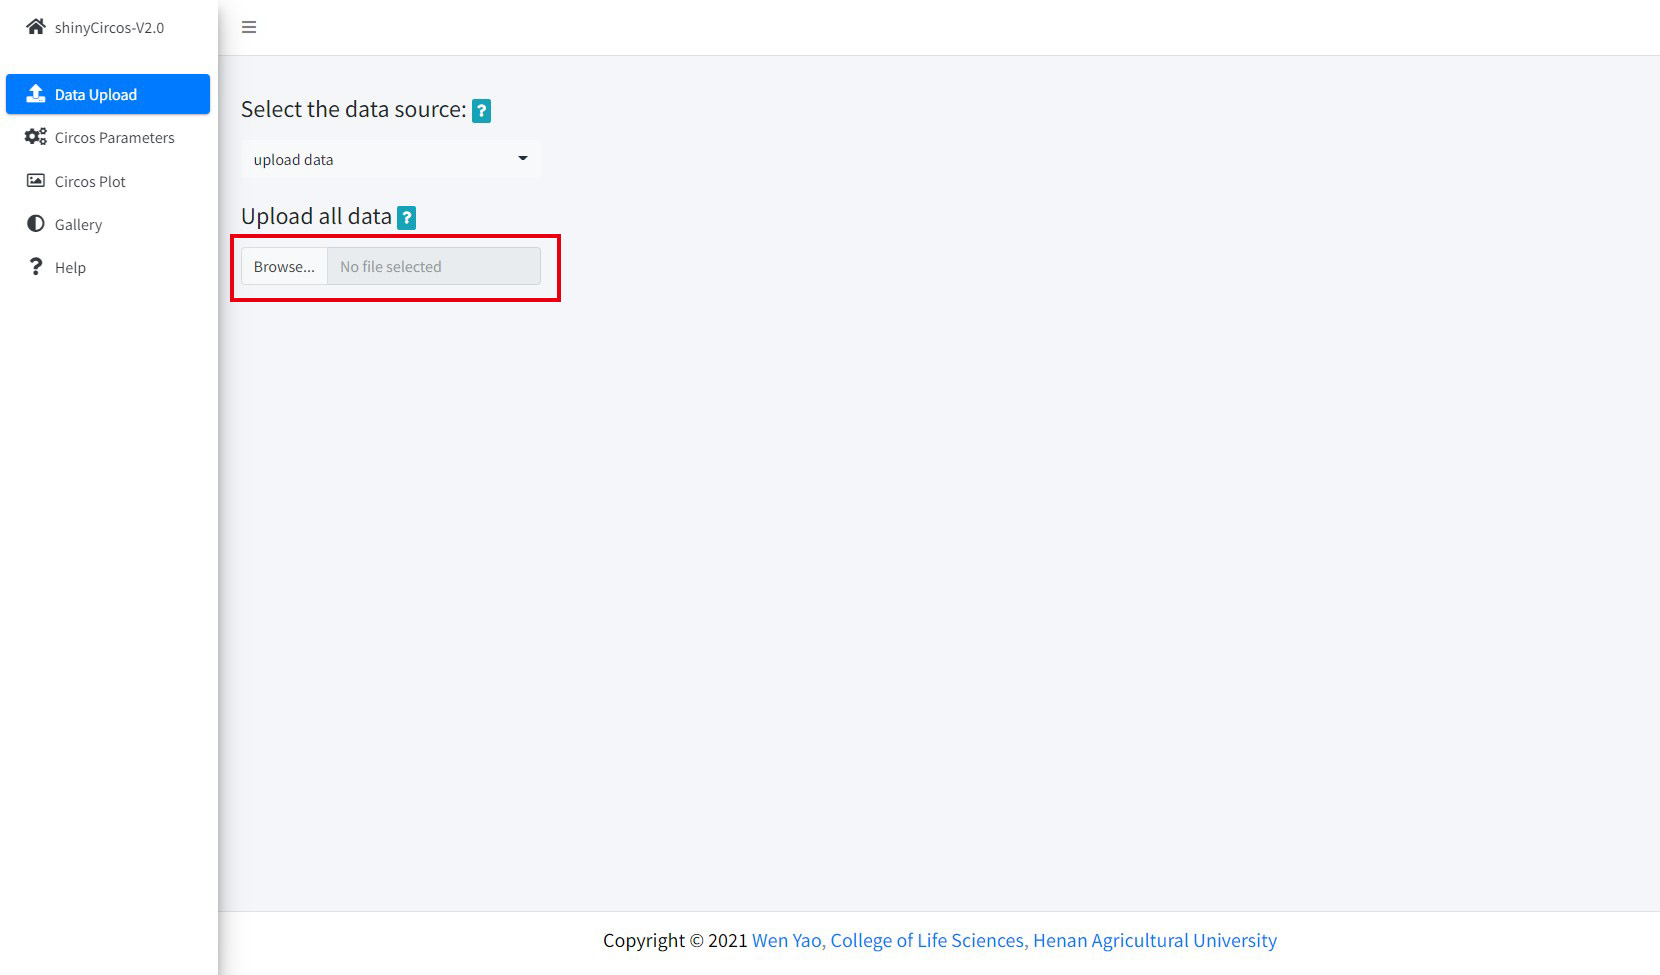 shinyCircos-V2.0
Data Upload
Circos Parameters
Circos Plot
Gallery
? Help
Select the data source: ?
upload data
Upload all data ?
Browse... No file selected
Copyright © 2021 Wen Yao, College of Life Sciences, Henan Agricultural University